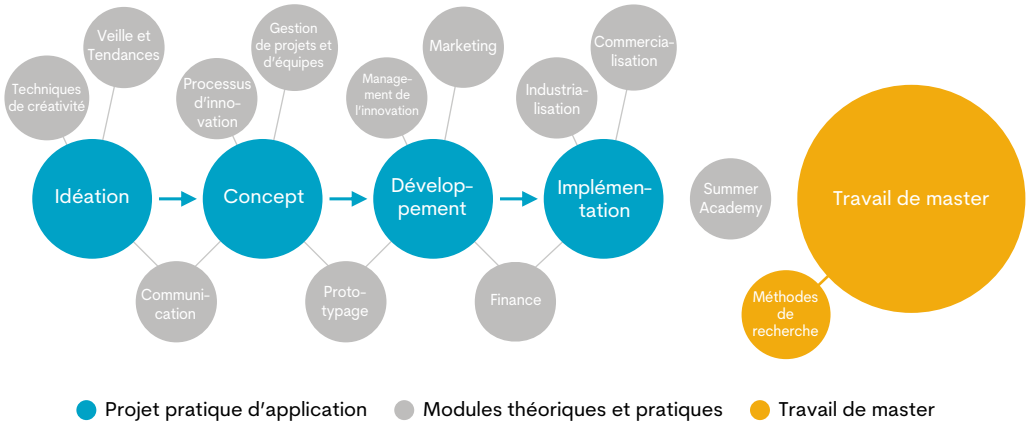 Techniques
de créativité
Veille et
Tendances
Processus
d'inno-
vation
Gestion
de projets et
d'équipes
Manage-
ment de
l'innovation
Marketing
Industria-
lisation
Commercia-
lisation
Idéation
Concept
Dévelop-
pement
Implémen-
tation
Summer
Academy
Travail de master
Communi-
cation
Proto-
typage
Finance
Méthodes
de
recherche
Projet pratique d'application
Modules théoriques et pratiques
Travail de master